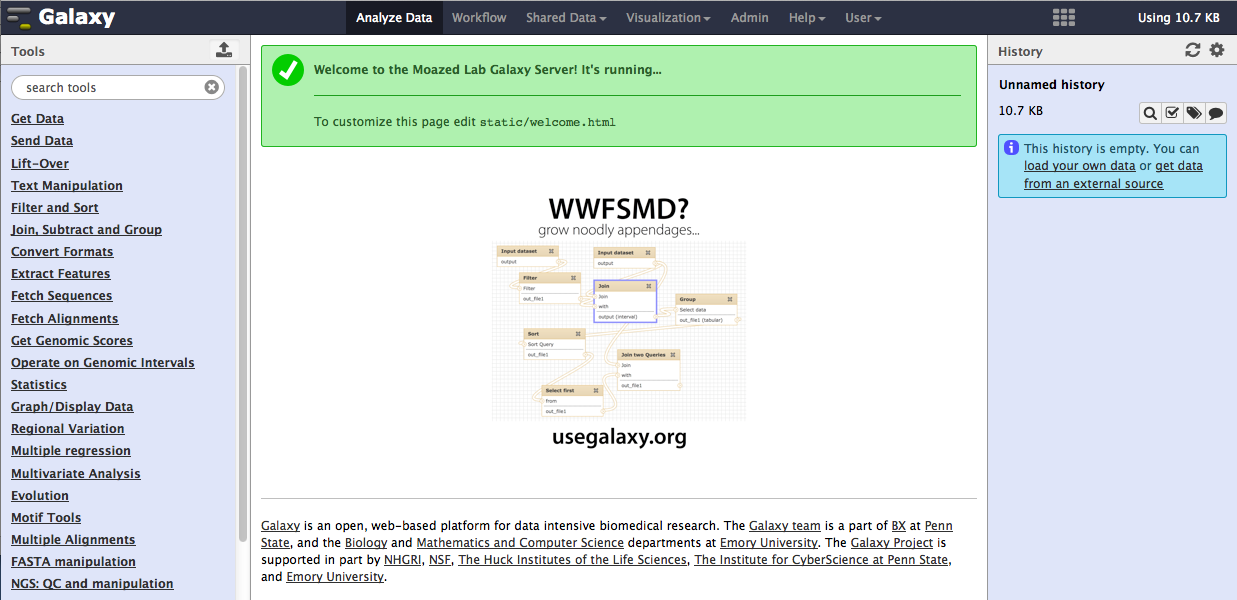 Galaxy
Analyze Data
Workflow
Shared Data
Visualization
Admin
Help
User
Using 10.7 KB
Tools
search tools
Get Data
Send Data
Lift-Over
Text Manipulation
Filter and Sort
Join, Subtract and Group
Convert Formats
Extract Features
Fetch Sequences
Fetch Alignments
Get Genomic Scores
Operate on Genomic Intervals
Statistics
Graph/Display Data
Regional Variation
Multiple regression
Multivariate Analysis
Evolution
Motif Tools
Multiple Alignments
FASTA manipulation
NGS: QC and manipulation
Welcome to the Moazed Lab Galaxy Server! It's running...
To customize this page edit static/welcome.html
WWFSMD?
grow noodly appendages...
Input dataset
output
Input dataset
output
Filter
Filter
out_file1
Join
Join
with
output (interval)
Group
Select data
out_file1 (tabular)
Sort
Sort Query
out_file1
Join two Queries
Join
with
out_file1
Select first
from
out_file1
usegalaxy.org
Galaxy is an open, web-based platform for data intensive biomedical research. The Galaxy team is a part of BX at Penn
State, and the Biology and Mathematics and Computer Science departments at Emory University. The Galaxy Project is
supported in part by NHGRI, NSF, The Huck Institutes of the Life Sciences, The Institute for CyberScience at Penn State,
and Emory University.
History
Unnamed history
10.7 KB
This history is empty. You can
load your own data or get data
from an external source